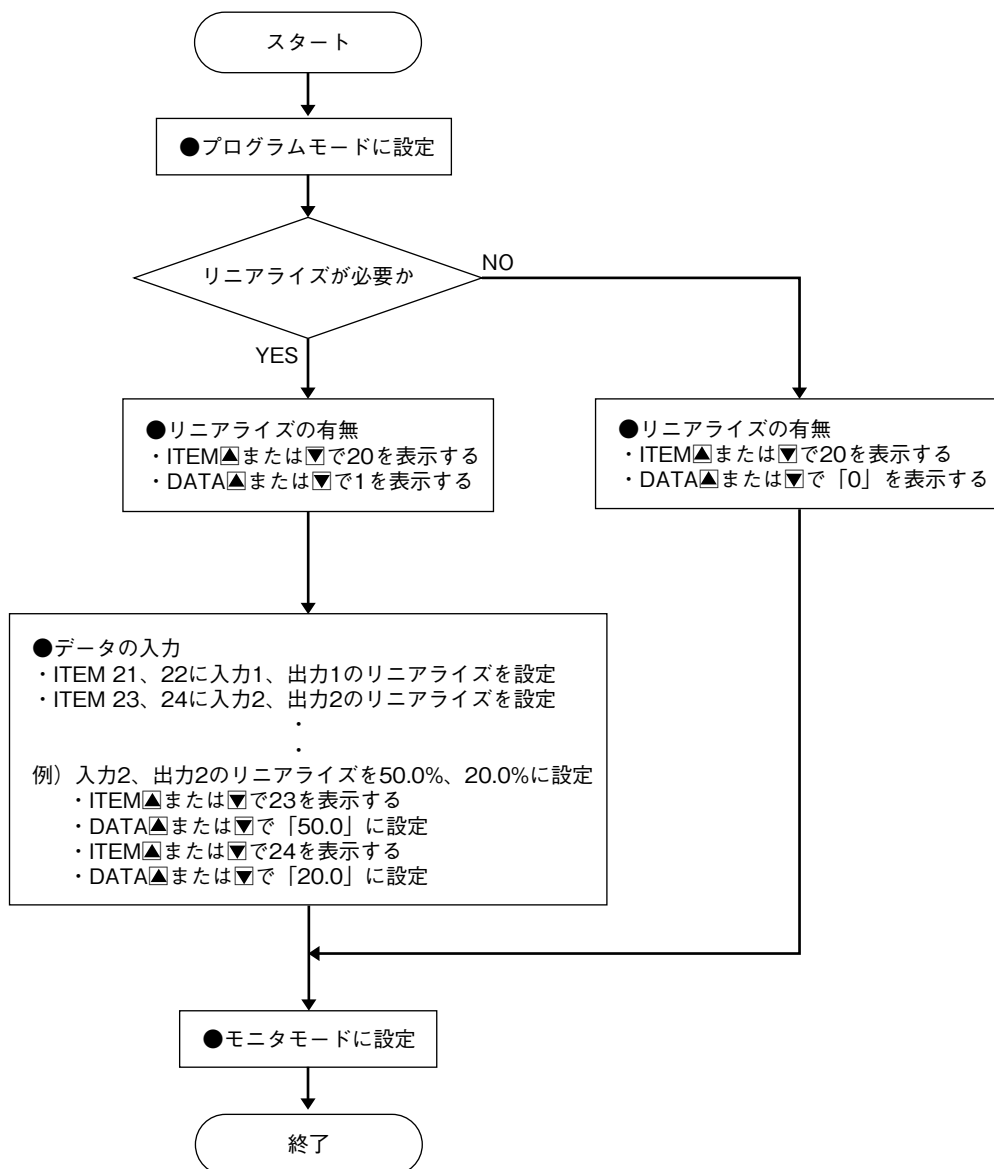 スタート
●プログラムモードに設定
リニアライズが必要か
NO
YES
●リニアライズの有無
・ITEM▲または▼で20を表示する
・DATA▲または▼で1を表示する
●リニアライズの有無
・ITEM▲または▼で20を表示する
・DATA▲または▼で「0」を表示する
●データの入力
・ITEM 21、22に入力1、出力1のリニアライズを設定
・ITEM 23、24に入力2、出力2のリニアライズを設定
・
・
例）入力2、出力2のリニアライズを50.0%、20.0%に設定
・ITEM▲または▼で23を表示する
・DATA▲または▼で「50.0」に設定
・ITEM▲または▼で24を表示する
・DATA▲または▼で「20.0」に設定
●モニタモードに設定
終了